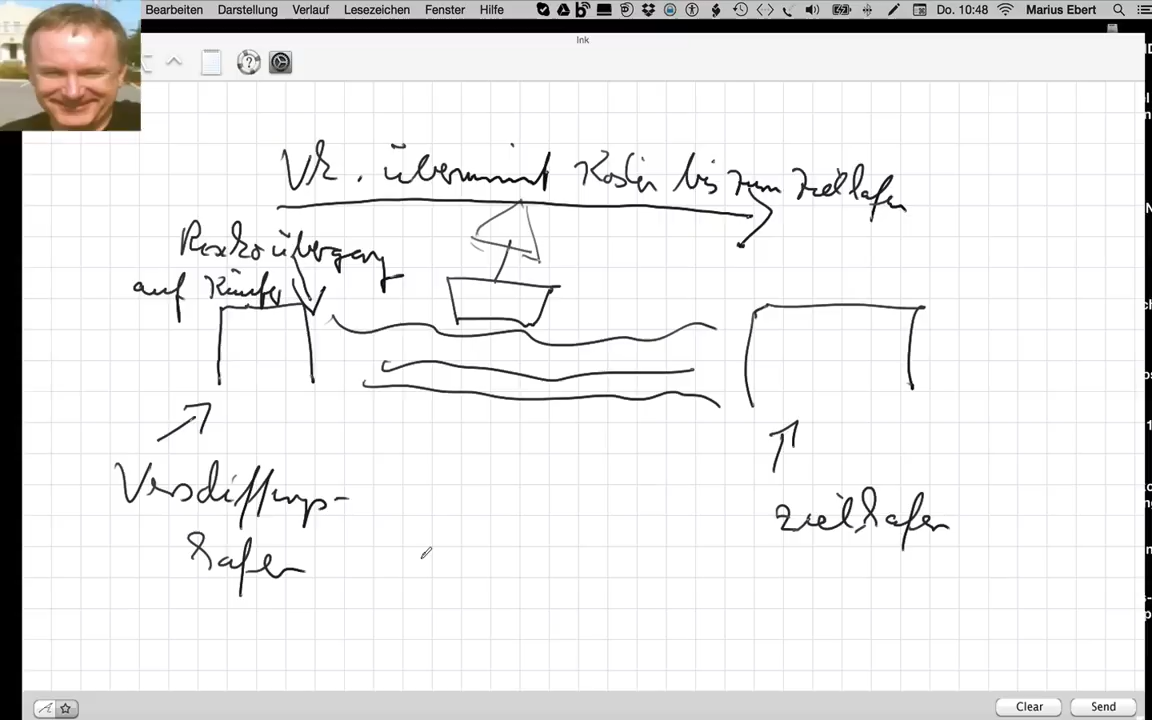 Bearbeiten Ansicht Verlauf Lesezeichen Fenster Hilfe Do. 10:48 Marius Ebert
Ink
Vk. übernimmt Kosten bis zum Zielhafen
Risikoübergang
auf Käufer
Verschiffungs-
hafen
Zielhafen
Clear Send